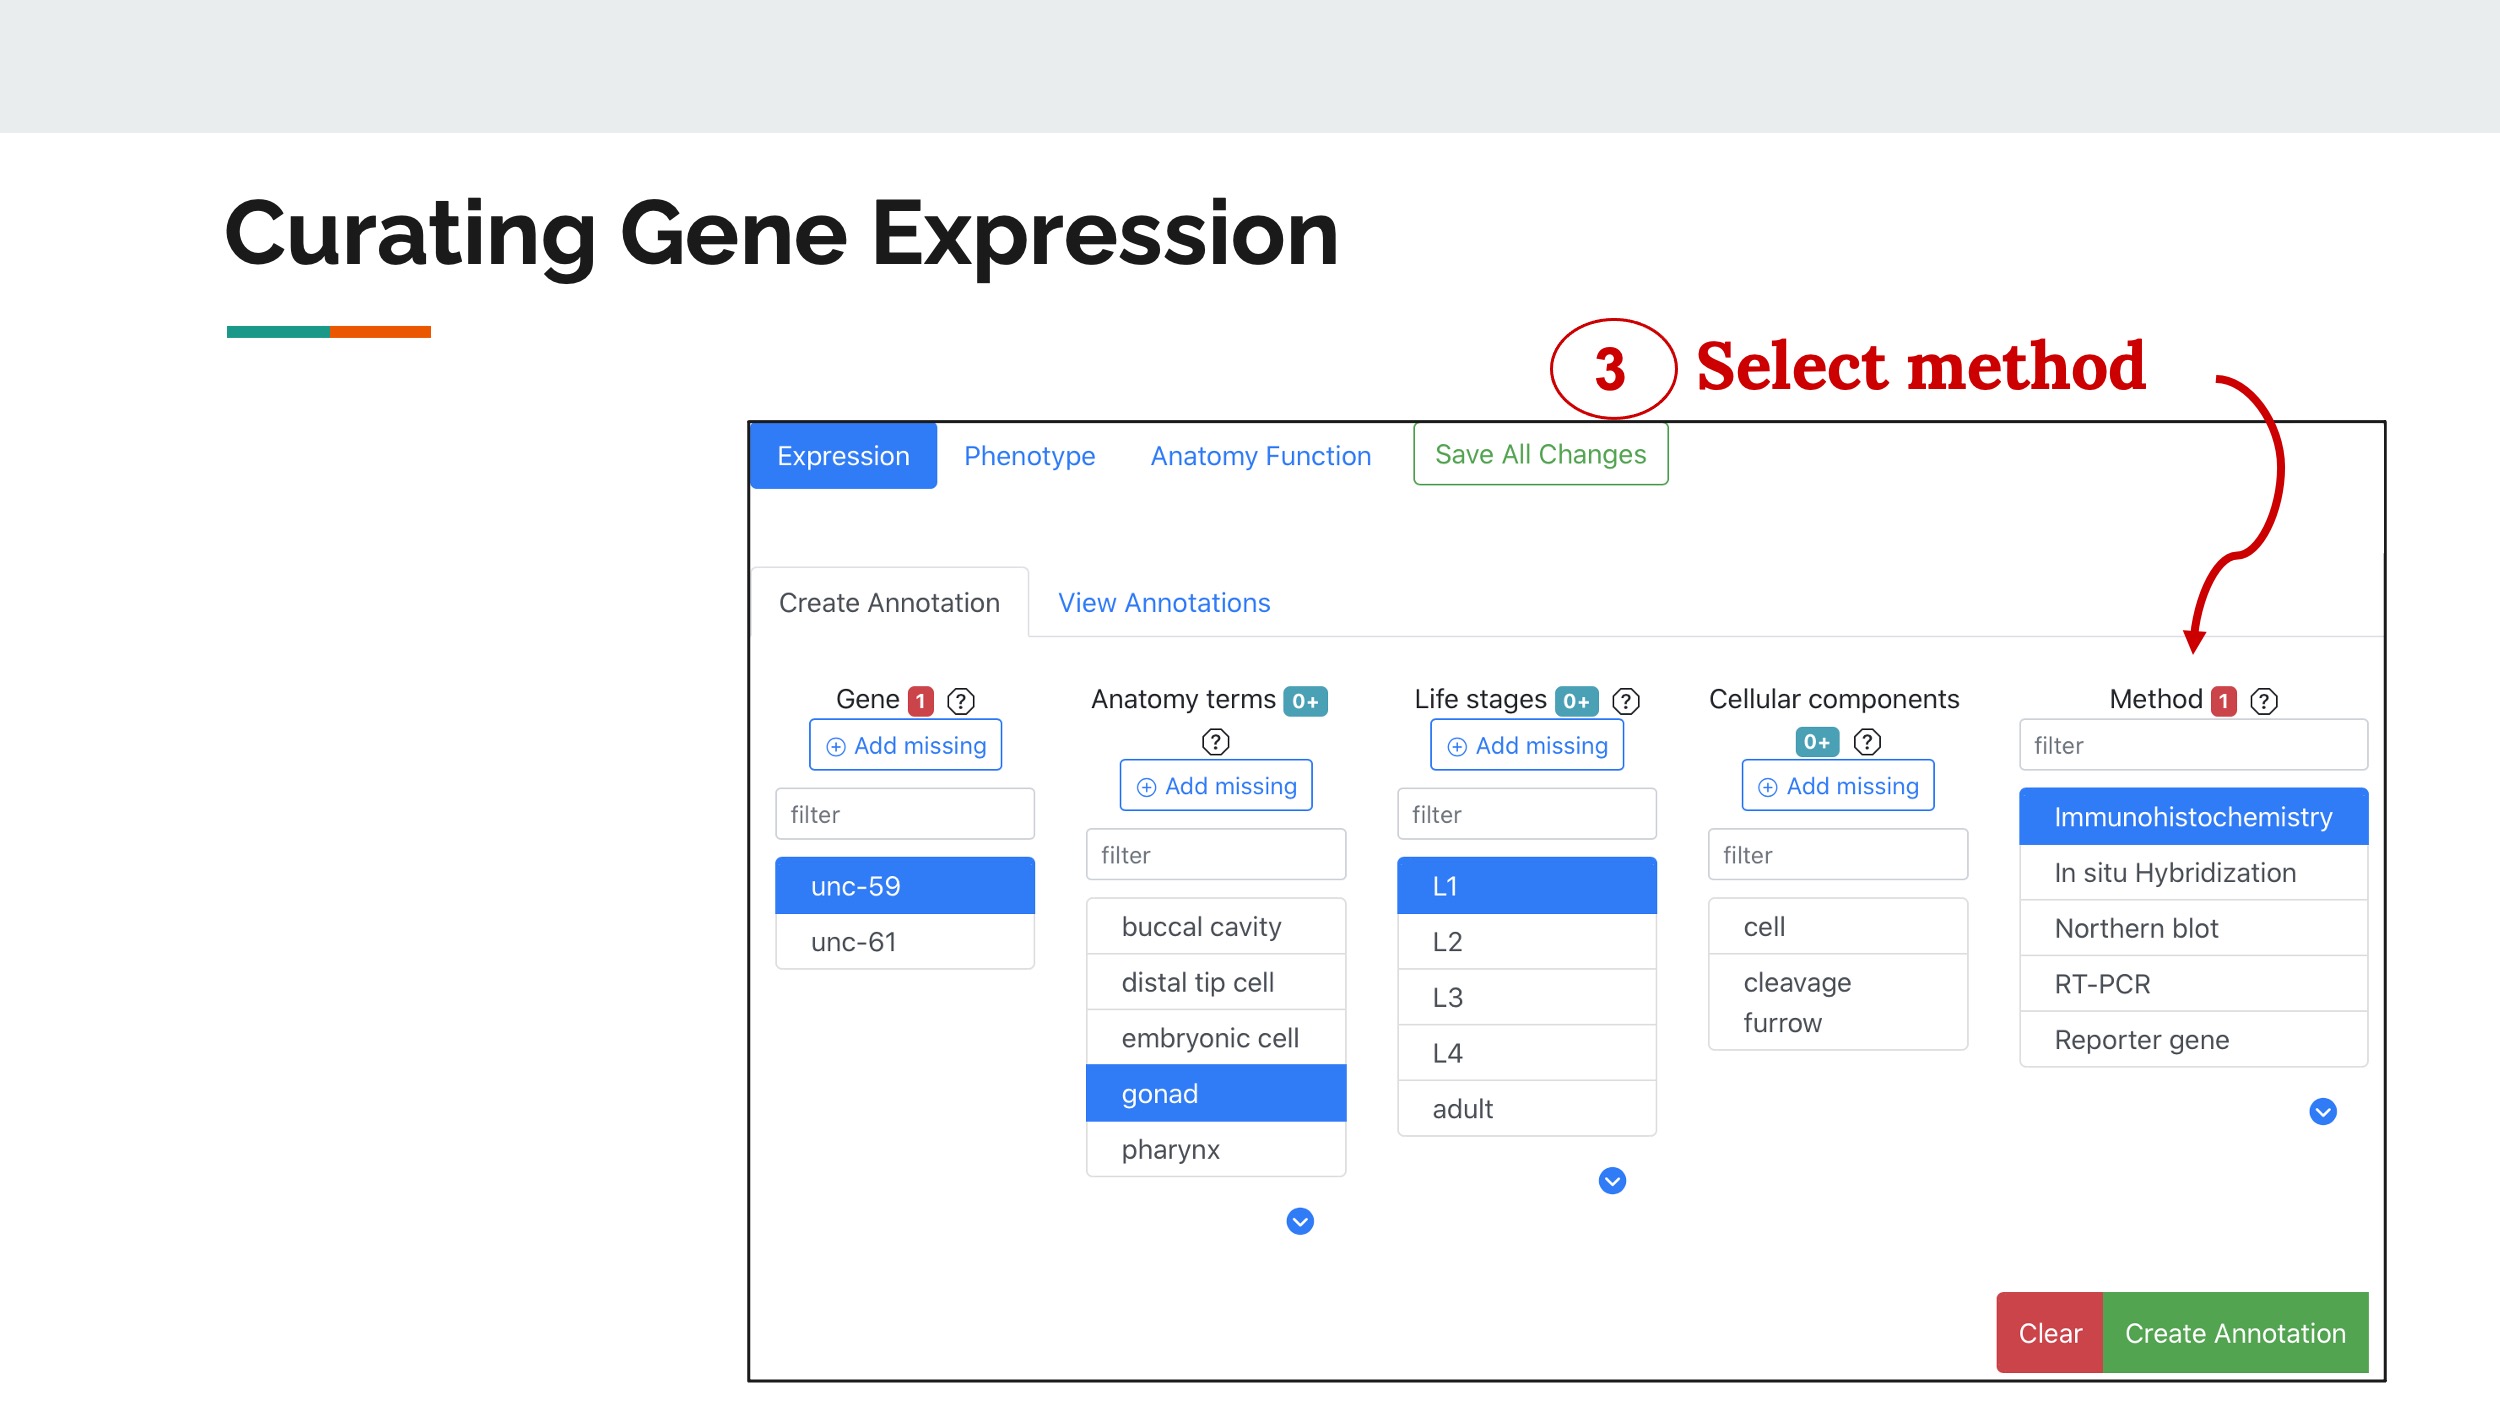 Curating Gene Expression
3 Select method
Expression Phenotype Anatomy Function Save All Changes
Create Annotation View Annotations
Gene 1 ?
Add missing
filter
unc-59
unc-61
Anatomy terms 0+
?
Add missing
filter
buccal cavity
distal tip cell
embryonic cell
gonad
pharynx
Life stages 0+ ?
Add missing
filter
L1
L2
L3
L4
adult
Cellular components
0+ ?
Add missing
filter
cell
cleavage
furrow
Method 1 ?
filter
Immunohistochemistry
In situ Hybridization
Northern blot
RT-PCR
Reporter gene
Clear Create Annotation